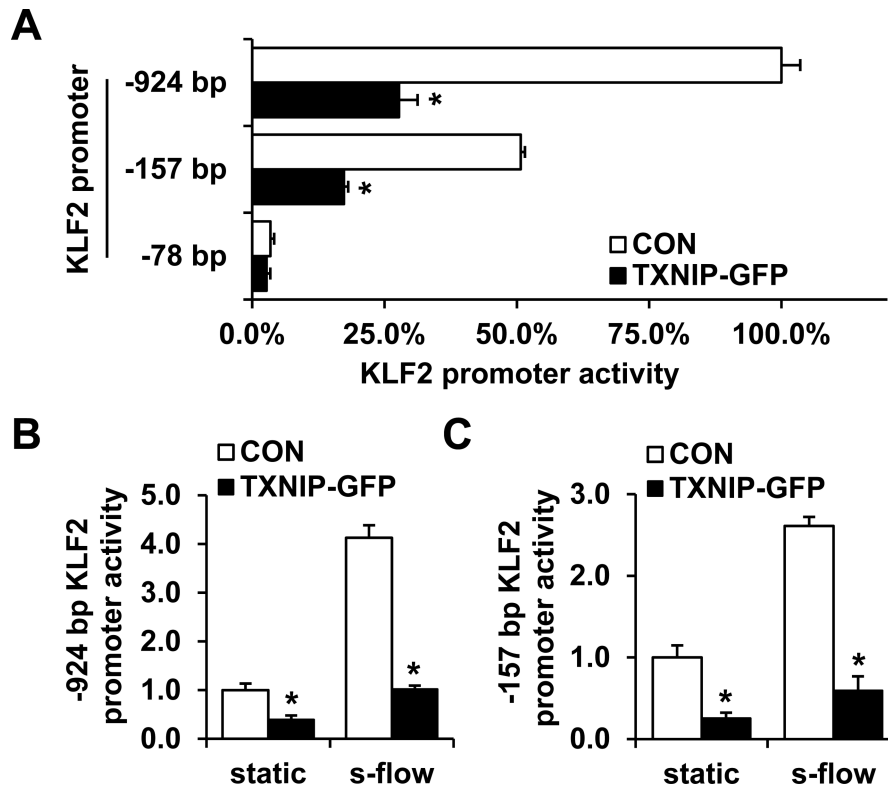 A
KLF2 promoter
-924 bp
*
-157 bp
*
-78 bp
CON
TXNIP-GFP
0.0% 25.0% 50.0% 75.0% 100.0%
KLF2 promoter activity
B
CON
TXNIP-GFP
-924 bp KLF2
promoter activity
5.0
4.0
3.0
2.0
1.0
0.0
*
*
static s-flow
C
CON
TXNIP-GFP
-157 bp KLF2
promoter activity
3.0
2.0
1.0
0.0
*
*
static s-flow